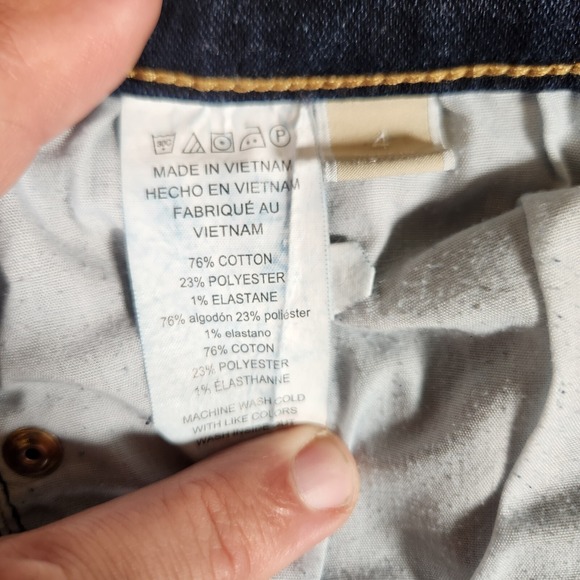 MADE IN VIETNAM
HECHO EN VIETNAM
FABRIQUÉ AU
VIETNAM
76% COTTON
23% POLYESTER
1% ELASTANE
76% algodón 23% poliéster
1% elastano
76% COTON
23% POLYESTER
1% ÉLASTHANNE
MACHINE WASH COLD
WITH LIKE COLORS
WASH
4